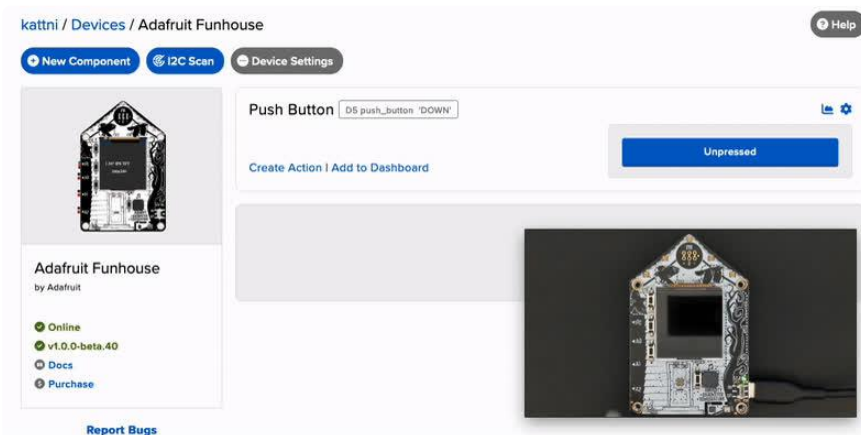 kattni / Devices / Adafruit Funhouse
Help
New Component
I2C Scan
Device Settings
Push Button
D5 push_button 'DOWN'
Unpressed
Create Action | Add to Dashboard
Adafruit Funhouse
by Adafruit
Online
v1.0.0-beta.40
Docs
Purchase
Report Bugs